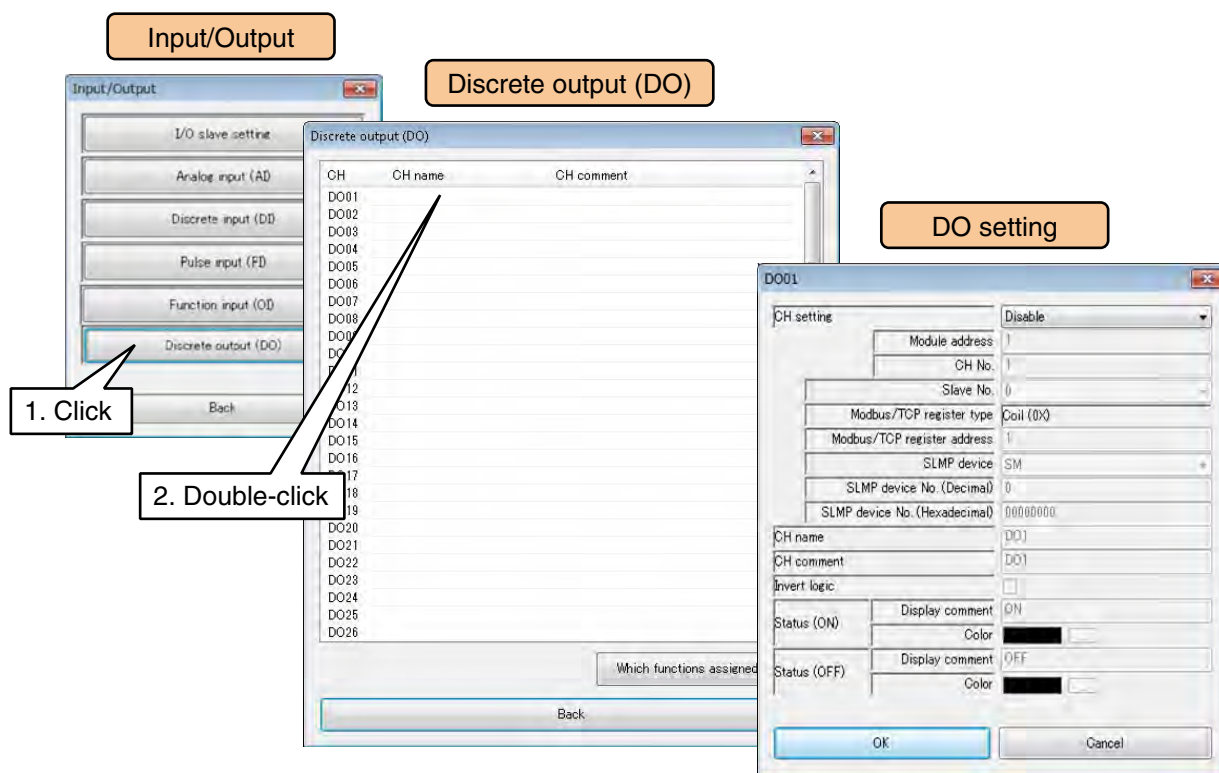 Input/Output
Input/Output
I/O slave setting
Analog input (AI)
Discrete input (DI)
Pulse input (PI)
Function input (OI)
Discrete output (DO)
Back
1. Click
Discrete output (DO)
Discrete output (DO)
CH CH name CH comment
DO01
DO02
DO03
DO04
DO05
DO06
DO07
DO08
DO13
DO14
DO15
DO16
DO20
DO21
DO22
DO23
DO24
DO25
DO26
2. Double-click
Which functions assigned
Back
DO setting
DO01
CH setting Disable
Module address 1
CH No. 1
Slave No. 0
Modbus/TCP register type Coil (0X)
Modbus/TCP register address 1
SLMP device SM
SLMP device No. (Decimal) 0
SLMP device No. (Hexadecimal) 00000000
CH name DO1
CH comment DO1
Invert logic
Status (ON) Display comment ON
Color
Status (OFF) Display comment OFF
Color
OK Cancel